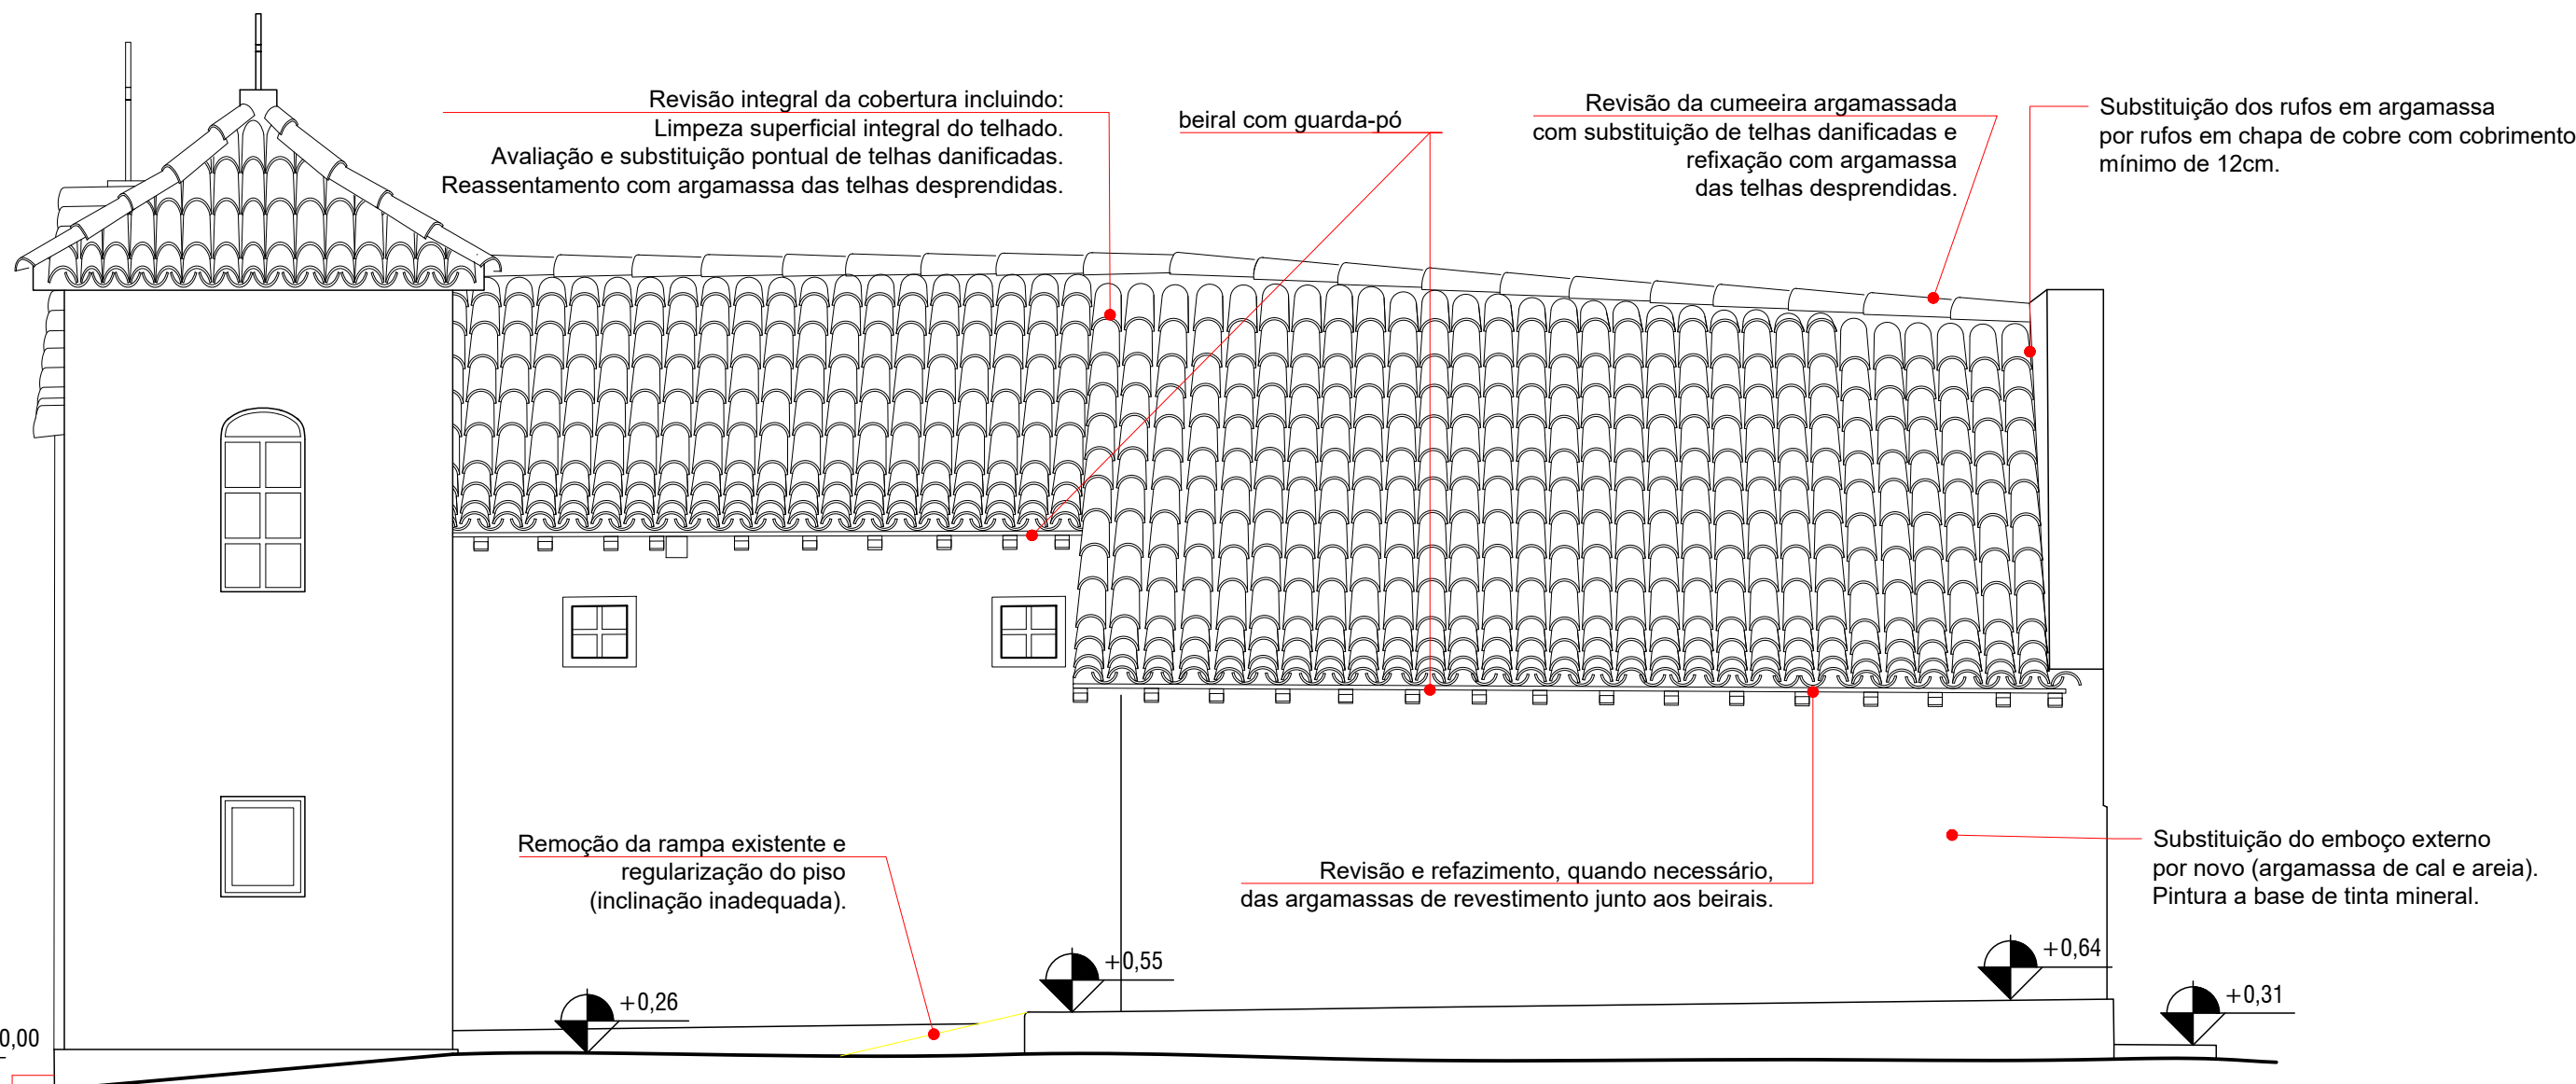 Revisão integral da cobertura incluindo:
Limpeza superficial integral do telhado.
Avaliação e substituição pontual de telhas danificadas.
Reassentamento com argamassa das telhas desprendidas.
beiral com guarda-pó
Revisão da cumeeira argamassada
com substituição de telhas danificadas e
refixação com argamassa
das telhas desprendidas.
Substituição dos rufos em argamassa
por rufos em chapa de cobre com cobrimento
mínimo de 12cm.
Remoção da rampa existente e
regularização do piso
(inclinação inadequada).
Revisão e refazimento, quando necessário,
das argamassas de revestimento junto aos beirais.
Substituição do emboço externo
por novo (argamassa de cal e areia).
Pintura a base de tinta mineral.
0,00
+0,26
+0,55
+0,64
+0,31